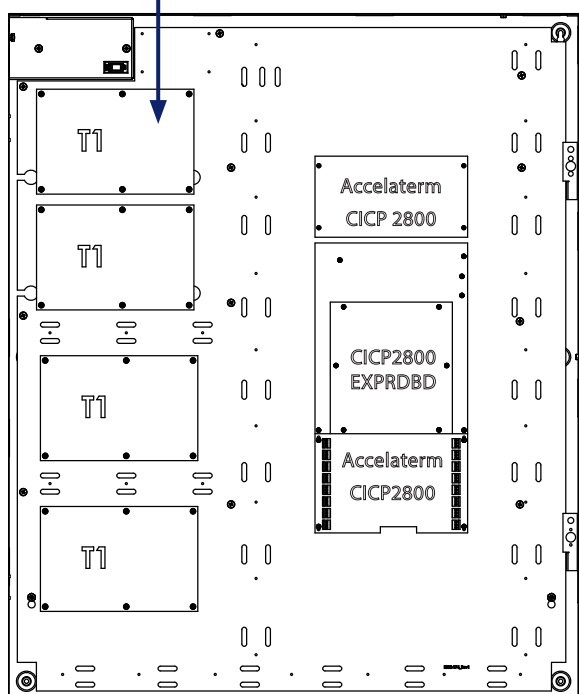 T1
Accelaterm
CICP 2800
T1
CICP2800
EXPRDBD
T1
Accelaterm
CICP2800
T1